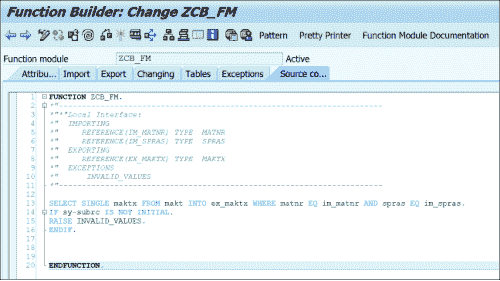 Function Builder: Change ZCB_FM
Pattern Pretty Printer Function Module Documentation
Function module ZCB_FM Active
Attribu... Import Export Changing Tables Exceptions Source co...
1 FUNCTION ZCB_FM.
2 *"----------------------------------------------------------------------
3 *"*"Local Interface:
4 *" IMPORTING
5 *" REFERENCE(IM_MATNR) TYPE MATNR
6 *" REFERENCE(IM_SPRAS) TYPE SPRAS
7 *" EXPORTING
8 *" REFERENCE(EX_MAKTX) TYPE MAKTX
9 *" EXCEPTIONS
10 *" INVALID_VALUES
11 *"----------------------------------------------------------------------
12
13 SELECT SINGLE maktx FROM makt INTO ex_maktx WHERE matnr EQ im_matnr AND spras EQ im_spras.
14 IF sy-subrc IS NOT INITIAL.
15 RAISE INVALID_VALUES.
16 ENDIF.
17
18
19
20 ENDFUNCTION.